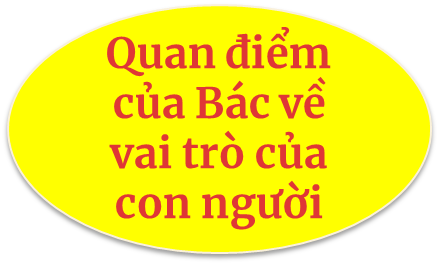 Quan điểm
của Bác về
vai trò của
con người